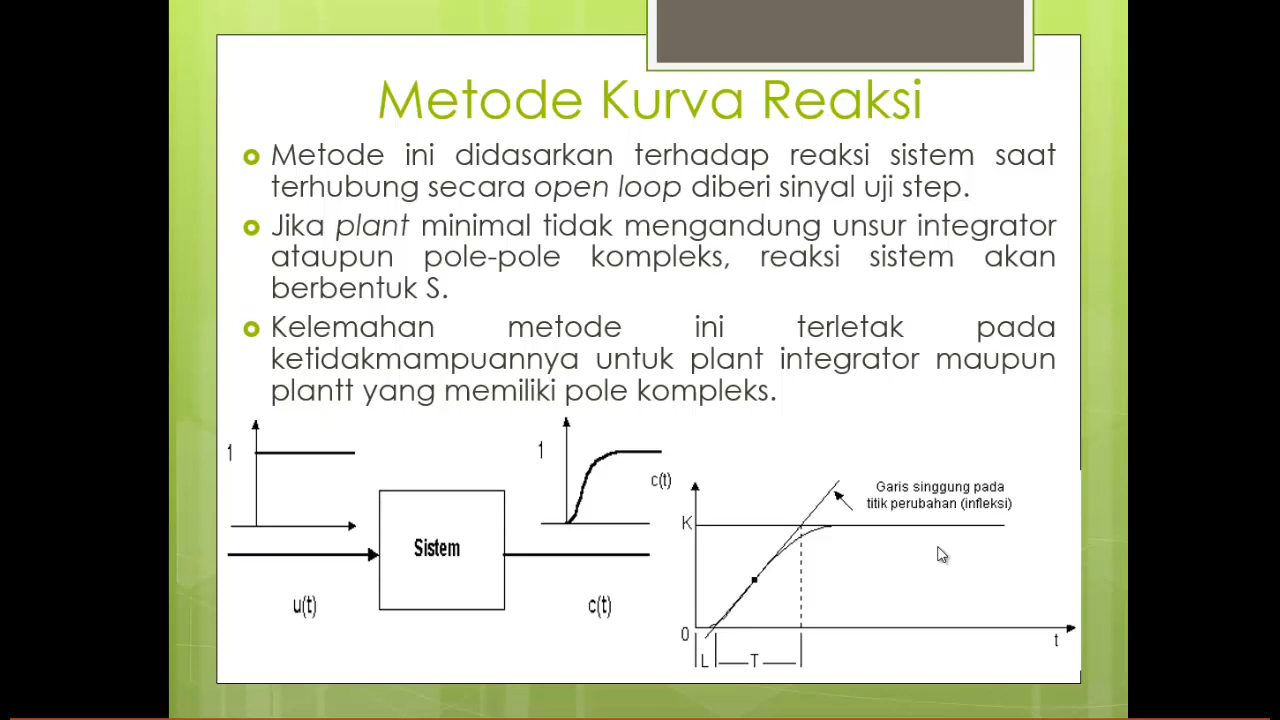 Metode Kurva Reaksi
Metode ini didasarkan terhadap reaksi sistem saat
terhubung secara open loop diberi sinyal uji step.
Jika plant minimal tidak mengandung unsur integrator
ataupun pole-pole kompleks, reaksi sistem akan
berbentuk S.
Kelemahan metode ini terletak pada
ketidakmampuannya untuk plant integrator maupun
plantt yang memiliki pole kompleks.
1
Sistem
u(t)
1
c(t)
c(t)
Garis singgung pada
titik perubahan (infleksi)
K
0
t
L
T